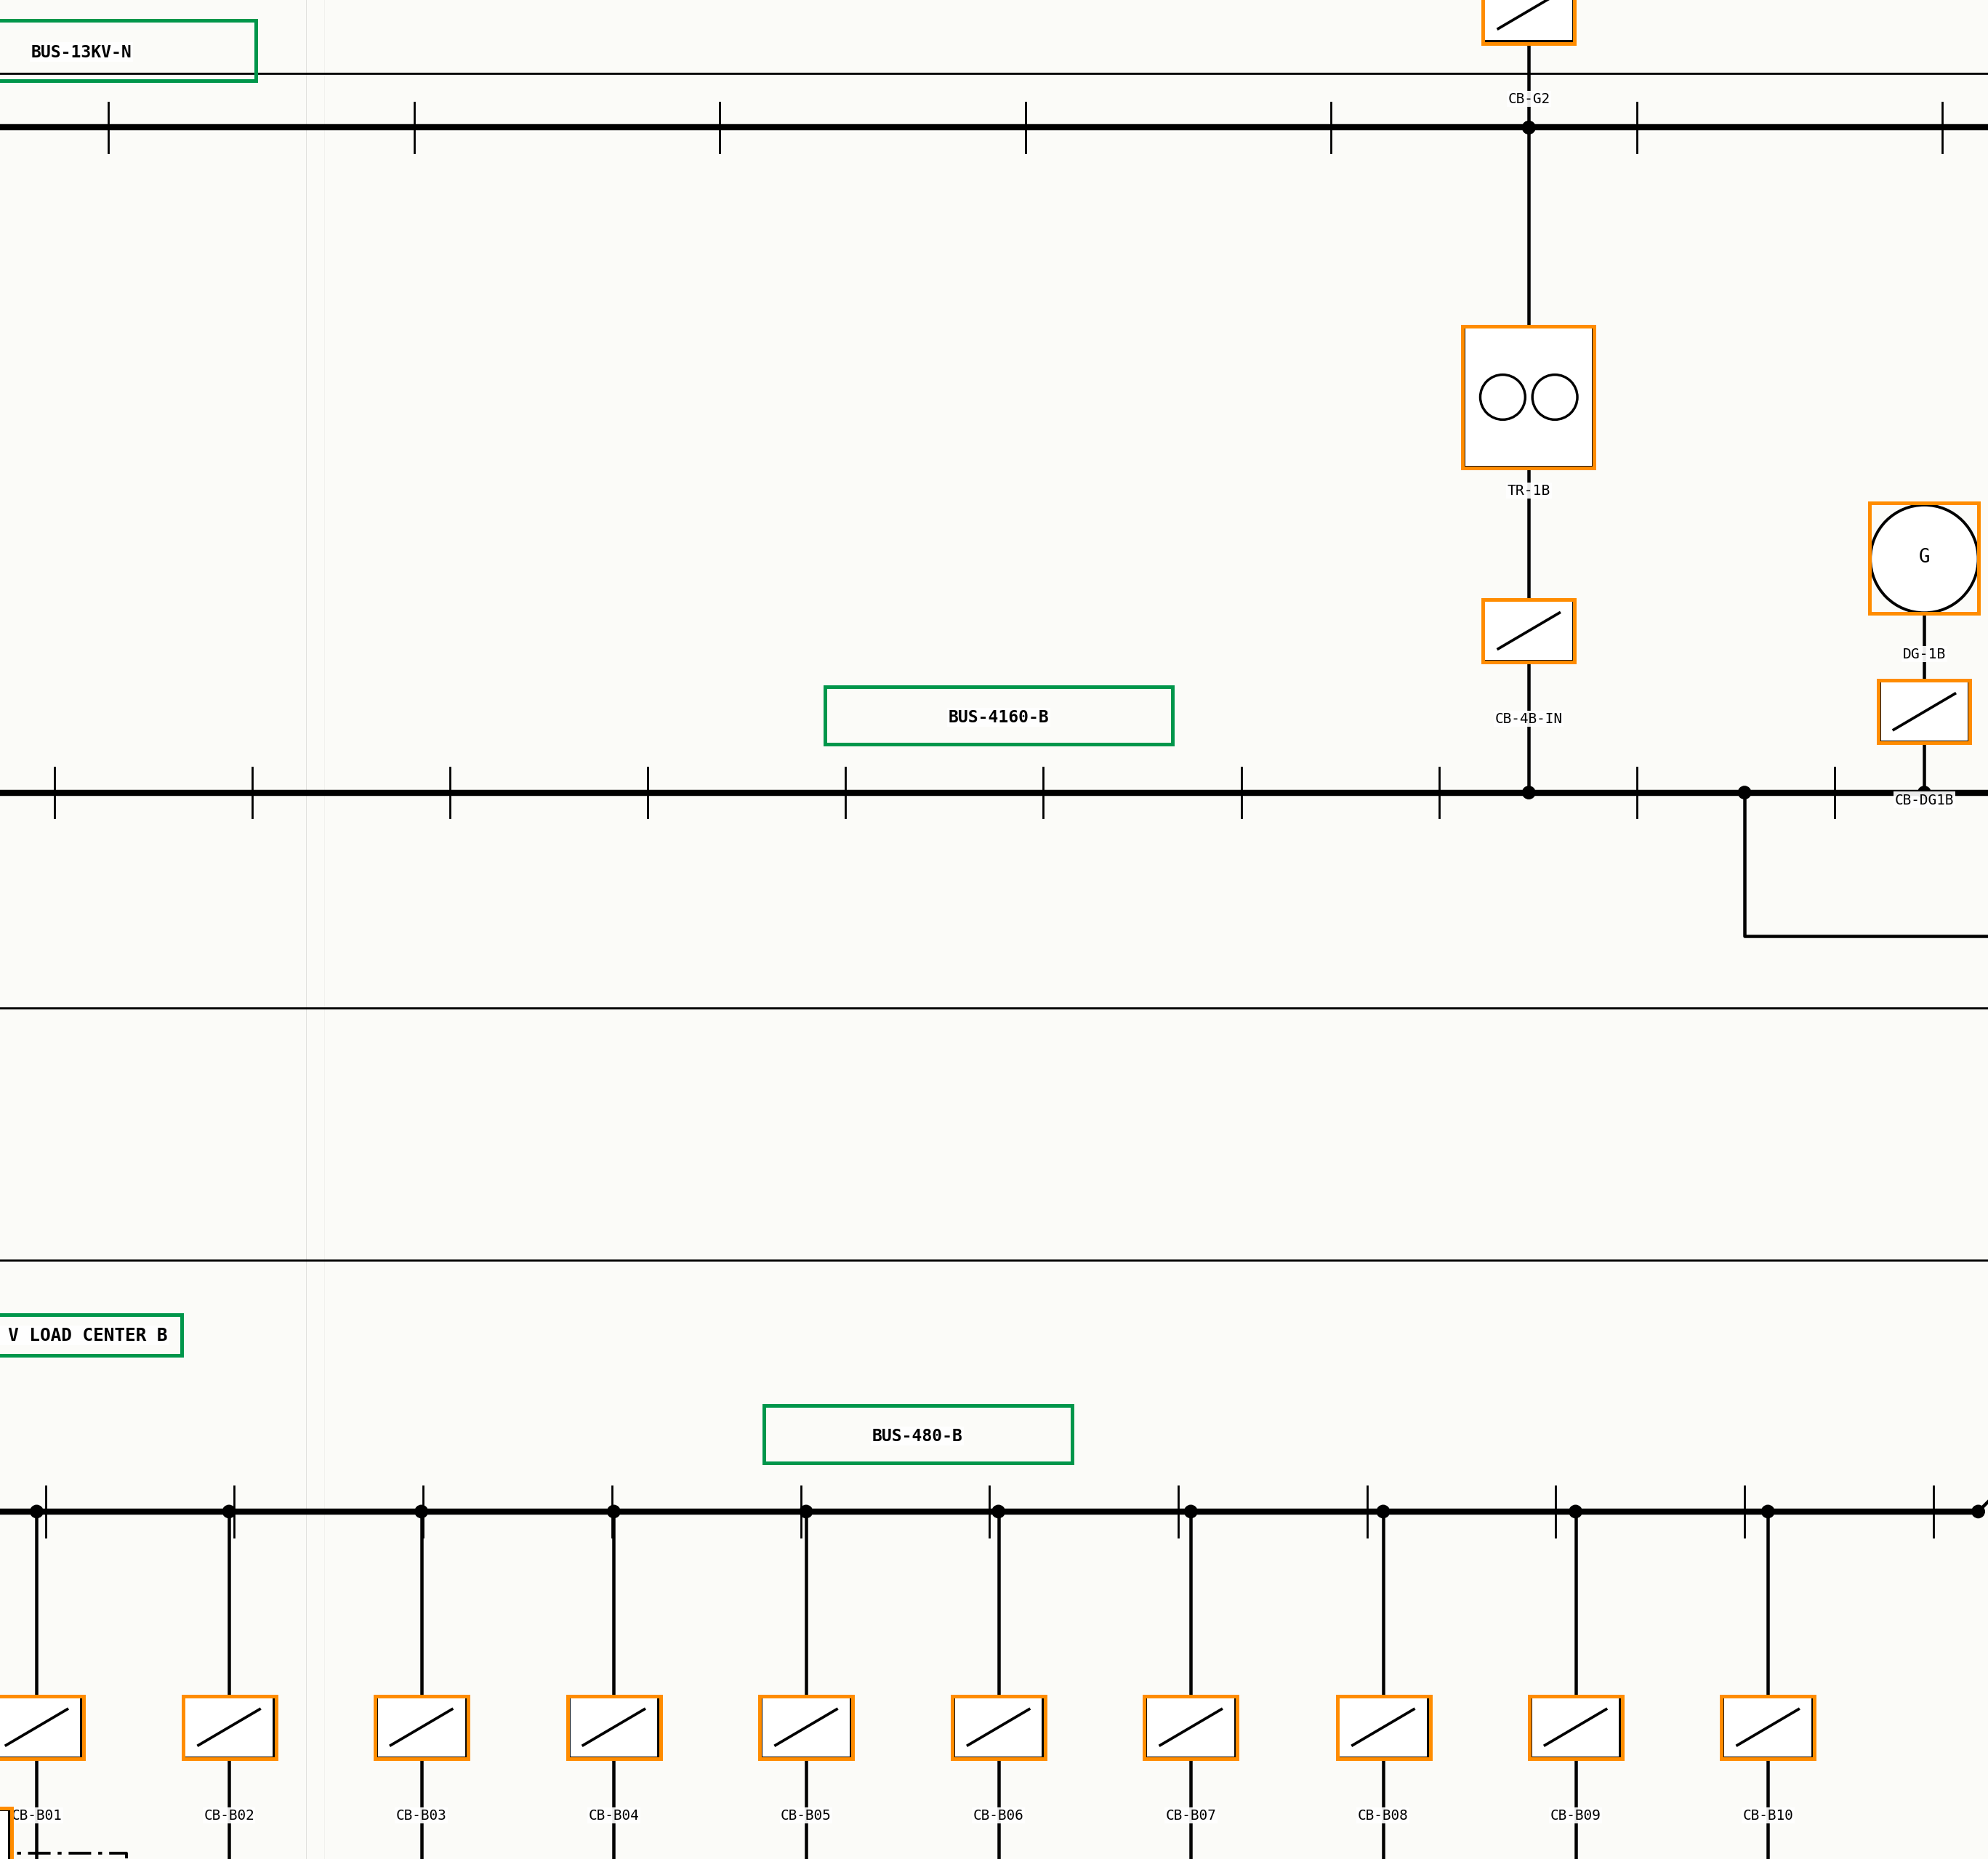 BUS-13KV-N
CB-G2
TR-1B
G
DG-1B
BUS-4160-B
CB-4B-IN
CB-DG1B
V LOAD CENTER B
BUS-480-B
CB-B01 CB-B02 CB-B03 CB-B04 CB-B05 CB-B06 CB-B07 CB-B08 CB-B09 CB-B10